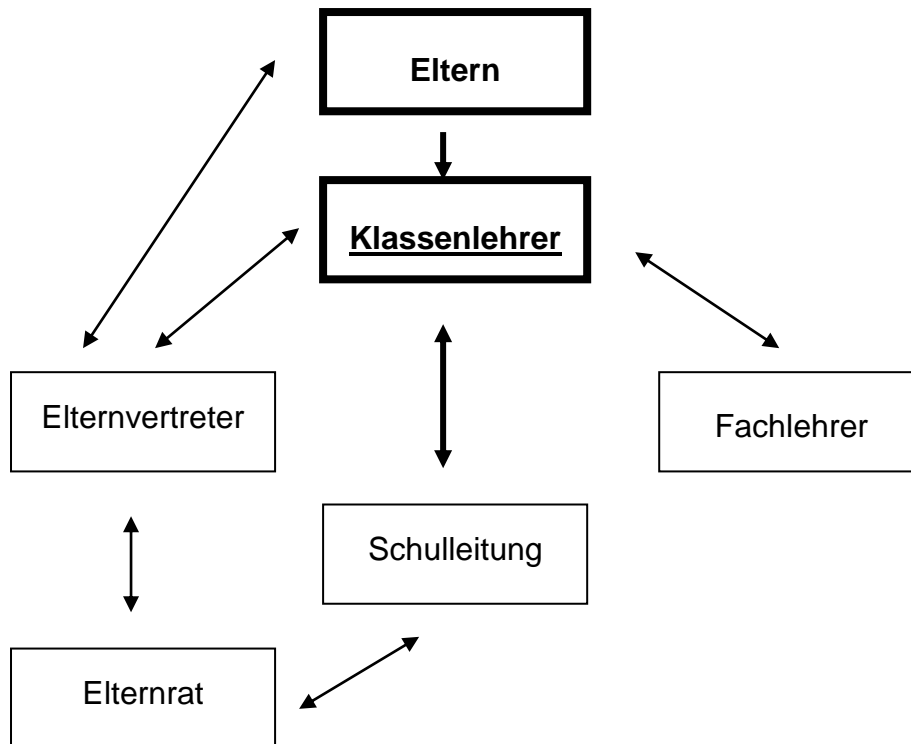 Eltern
Klassenlehrer
Elternvertreter
Fachlehrer
Schulleitung
Elternrat